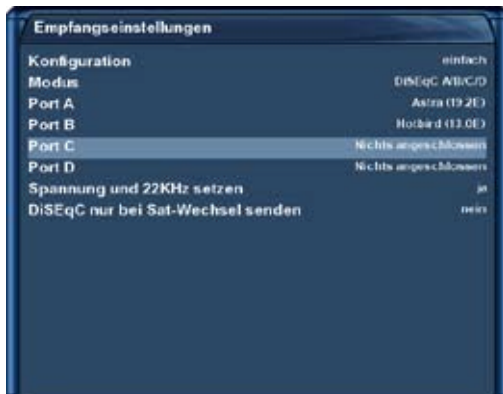 Empfangseinstellungen
Konfiguration einfach
Modus DiSEqC A/B/C/D
Port A Astra (19.2E)
Port B Hotbird (13.0E)
Port C Nichts angeschlossen
Port D Nichts angeschlossen
Spannung und 22KHz setzen ja
DiSEqC nur bei Sat-Wechsel senden nein